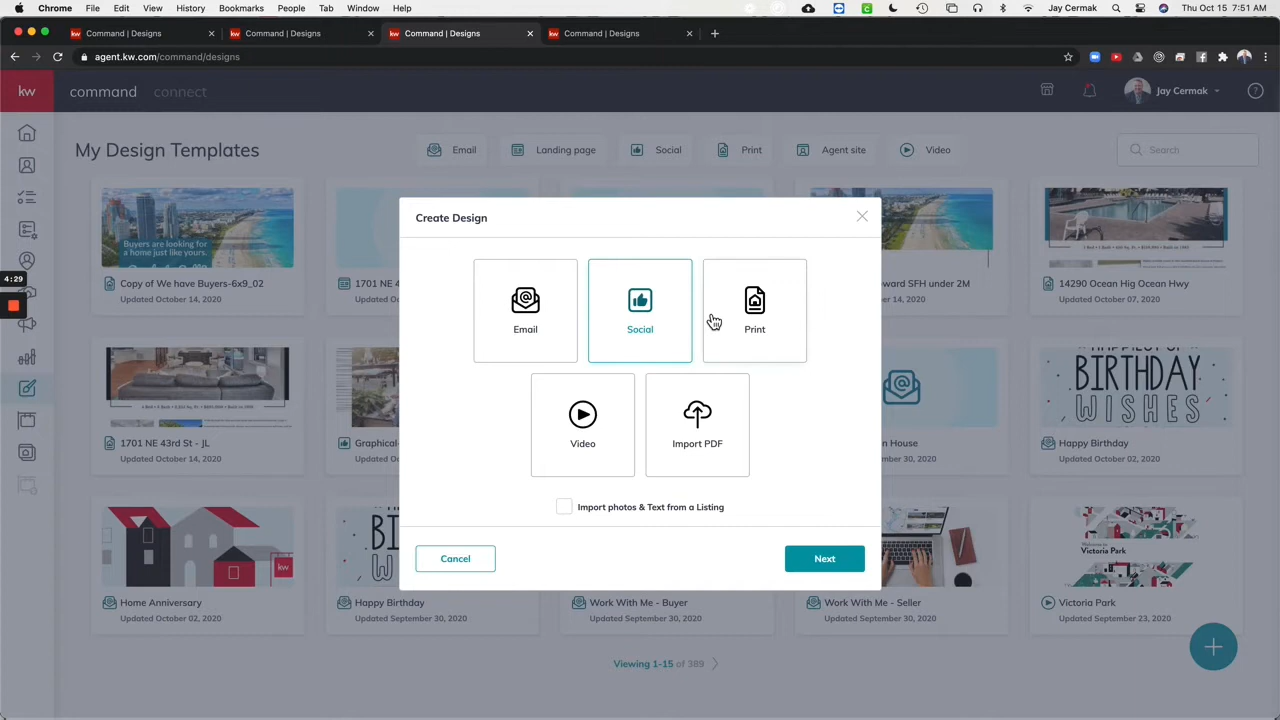 Chrome File Edit View History Bookmarks People Tab Window Help Jay Cermak Thu Oct 15 7:51 AM
Command | Designs Command | Designs Command | Designs Command | Designs
agent.kw.com/command/designs
kw command connect Jay Cermak
My Design Templates Email Landing page Social Print Agent site Video Search
Create Design
Buyers are looking for
a home just like yours.
4:29
Copy of We have Buyers-6x9_02
Updated October 14, 2020
1701 NE 4
Updated
ward SFH under 2M
r 14, 2020
14290 Ocean Hig Ocean Hwy
Updated October 07, 2020
Email Social Print
Video Import PDF
1701 NE 43rd St - JL
Updated October 14, 2020
Graphical-
Updated
n House
mber 30, 2020
HAPPIEST OF
BIRTHDAY
WISHES
Happy Birthday
Updated October 02, 2020
Import photos & Text from a Listing
Cancel Next
kw
Home Anniversary
Updated October 02, 2020
Happy Birthday
Updated September 30, 2020
Work With Me - Buyer
Updated September 30, 2020
Work With Me - Seller
Updated September 30, 2020
Welcome to
Victoria Park
Victoria Park
Updated September 23, 2020
Viewing 1-15 of 389